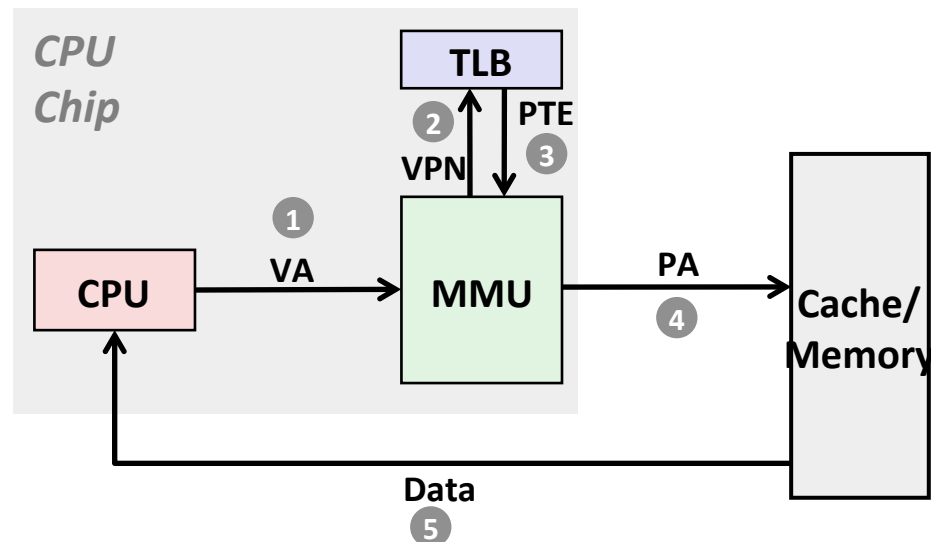 CPU
Chip
TLB
2
PTE
3
VPN
1
VA
CPU
MMU
PA
4
Cache/
Memory
Data
5